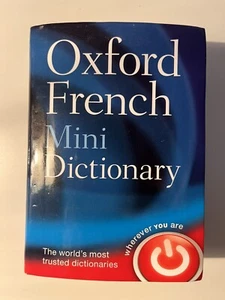 Oxford
French
Mini
Dictionary
wherever you are
The world's most
trusted dictionaries